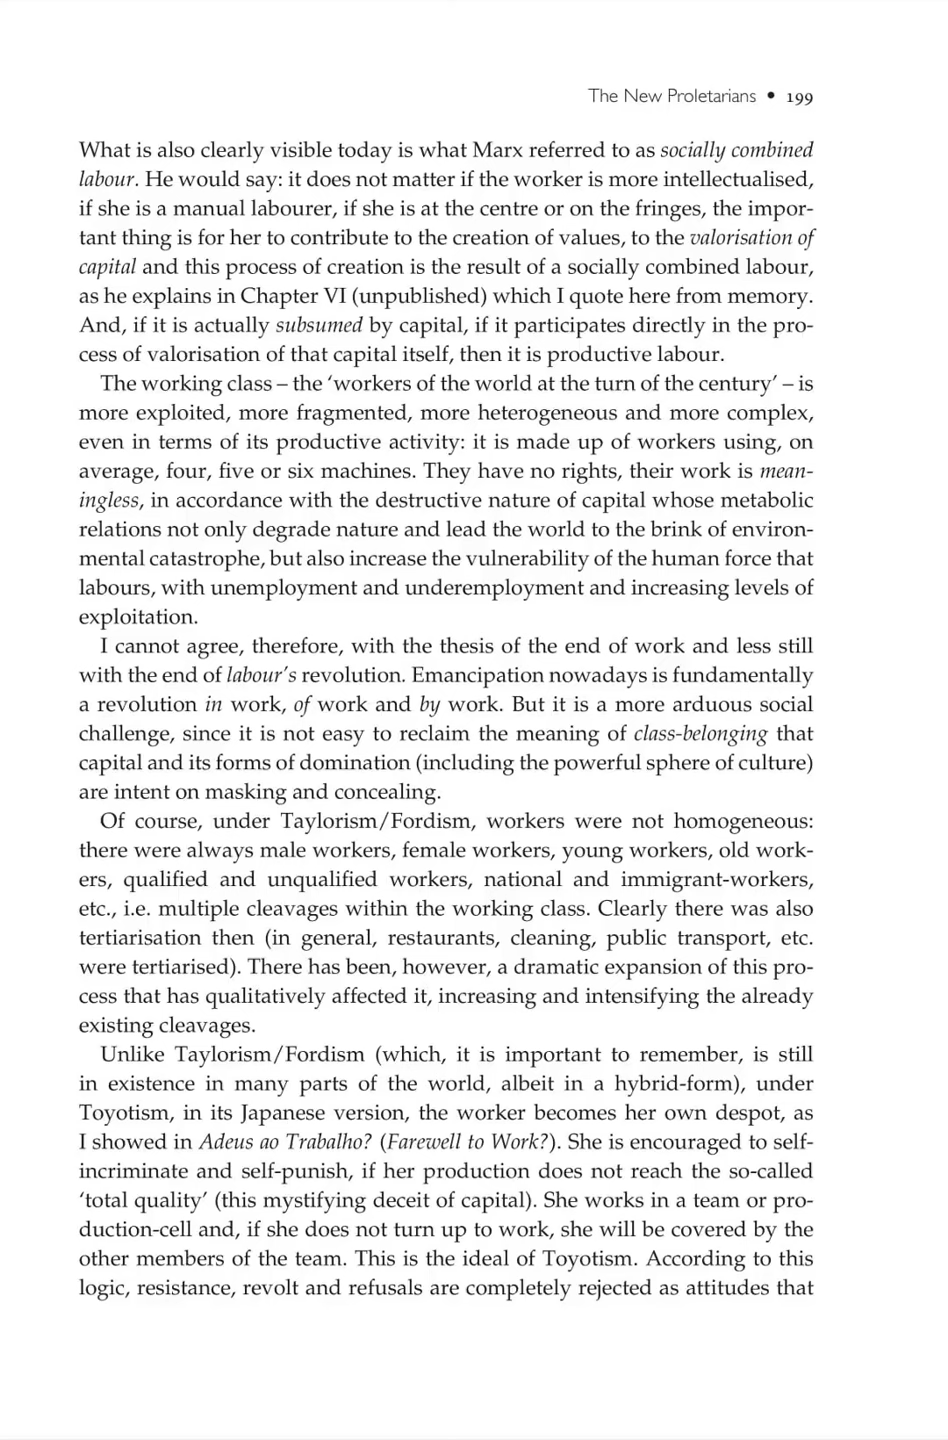 The New Proletarians • 199
What is also clearly visible today is what Marx referred to as socially combined
labour. He would say: it does not matter if the worker is more intellectualised,
if she is a manual labourer, if she is at the centre or on the fringes, the impor-
tant thing is for her to contribute to the creation of values, to the valorisation of
capital and this process of creation is the result of a socially combined labour,
as he explains in Chapter VI (unpublished) which I quote here from memory.
And, if it is actually subsumed by capital, if it participates directly in the pro-
cess of valorisation of that capital itself, then it is productive labour.
The working class – the ‘workers of the world at the turn of the century’ – is
more exploited, more fragmented, more heterogeneous and more complex,
even in terms of its productive activity: it is made up of workers using, on
average, four, five or six machines. They have no rights, their work is mean-
ingless, in accordance with the destructive nature of capital whose metabolic
relations not only degrade nature and lead the world to the brink of environ-
mental catastrophe, but also increase the vulnerability of the human force that
labours, with unemployment and underemployment and increasing levels of
exploitation.
I cannot agree, therefore, with the thesis of the end of work and less still
with the end of labour’s revolution. Emancipation nowadays is fundamentally
a revolution in work, of work and by work. But it is a more arduous social
challenge, since it is not easy to reclaim the meaning of class-belonging that
capital and its forms of domination (including the powerful sphere of culture)
are intent on masking and concealing.
Of course, under Taylorism/Fordism, workers were not homogeneous:
there were always male workers, female workers, young workers, old work-
ers, qualified and unqualified workers, national and immigrant-workers,
etc., i.e. multiple cleavages within the working class. Clearly there was also
tertiarisation then (in general, restaurants, cleaning, public transport, etc.
were tertiarised). There has been, however, a dramatic expansion of this pro-
cess that has qualitatively affected it, increasing and intensifying the already
existing cleavages.
Unlike Taylorism/Fordism (which, it is important to remember, is still
in existence in many parts of the world, albeit in a hybrid-form), under
Toyotism, in its Japanese version, the worker becomes her own despot, as
I showed in Adeus ao Trabalho? (Farewell to Work?). She is encouraged to self-
incriminate and self-punish, if her production does not reach the so-called
‘total quality’ (this mystifying deceit of capital). She works in a team or pro-
duction-cell and, if she does not turn up to work, she will be covered by the
other members of the team. This is the ideal of Toyotism. According to this
logic, resistance, revolt and refusals are completely rejected as attitudes that